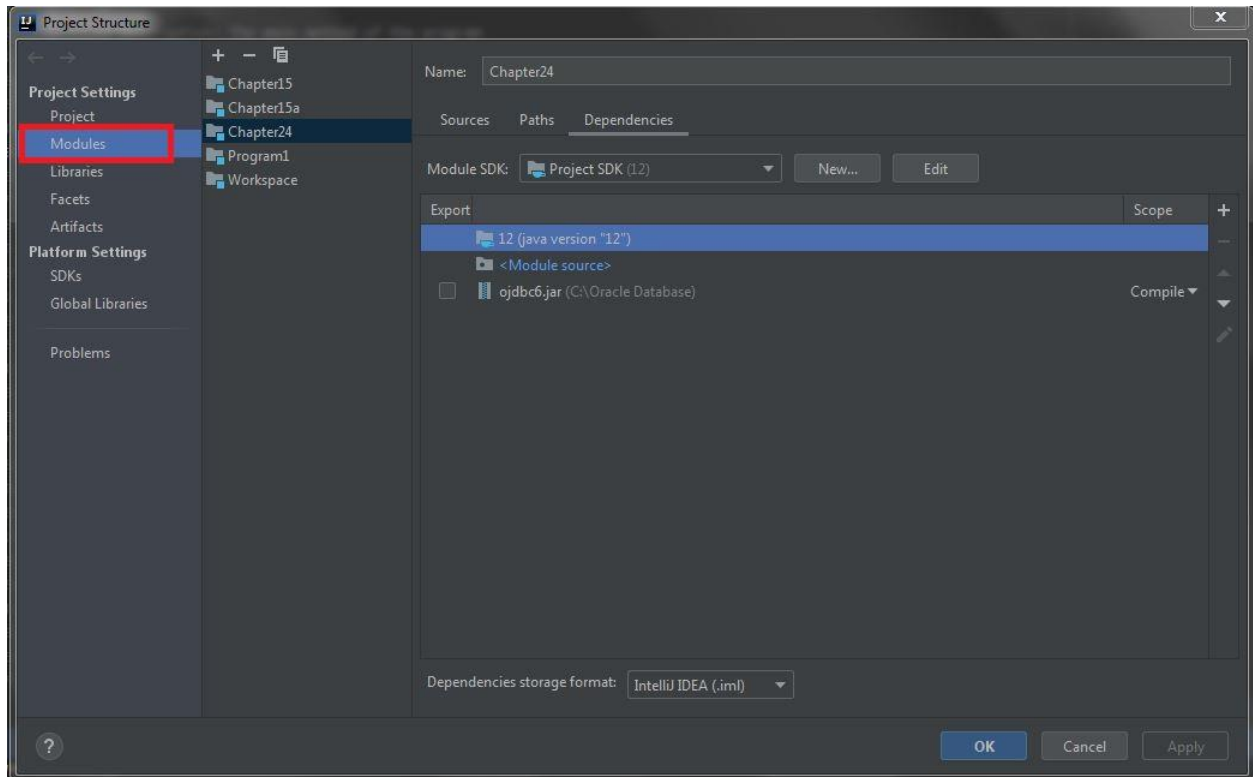 Project Structure
Project Settings
Project
Modules
Libraries
Facets
Artifacts
Platform Settings
SDKs
Global Libraries
Problems
Chapter15
Chapter15a
Chapter24
Program1
Workspace
Name: Chapter24
Sources Paths Dependencies
Module SDK: Project SDK (12) New... Edit
Export Scope
12 (java version "12")
<Module source>
ojdbc6.jar (C:\Oracle Database) Compile
Dependencies storage format: IntelliJ IDEA (.iml)
? OK Cancel Apply